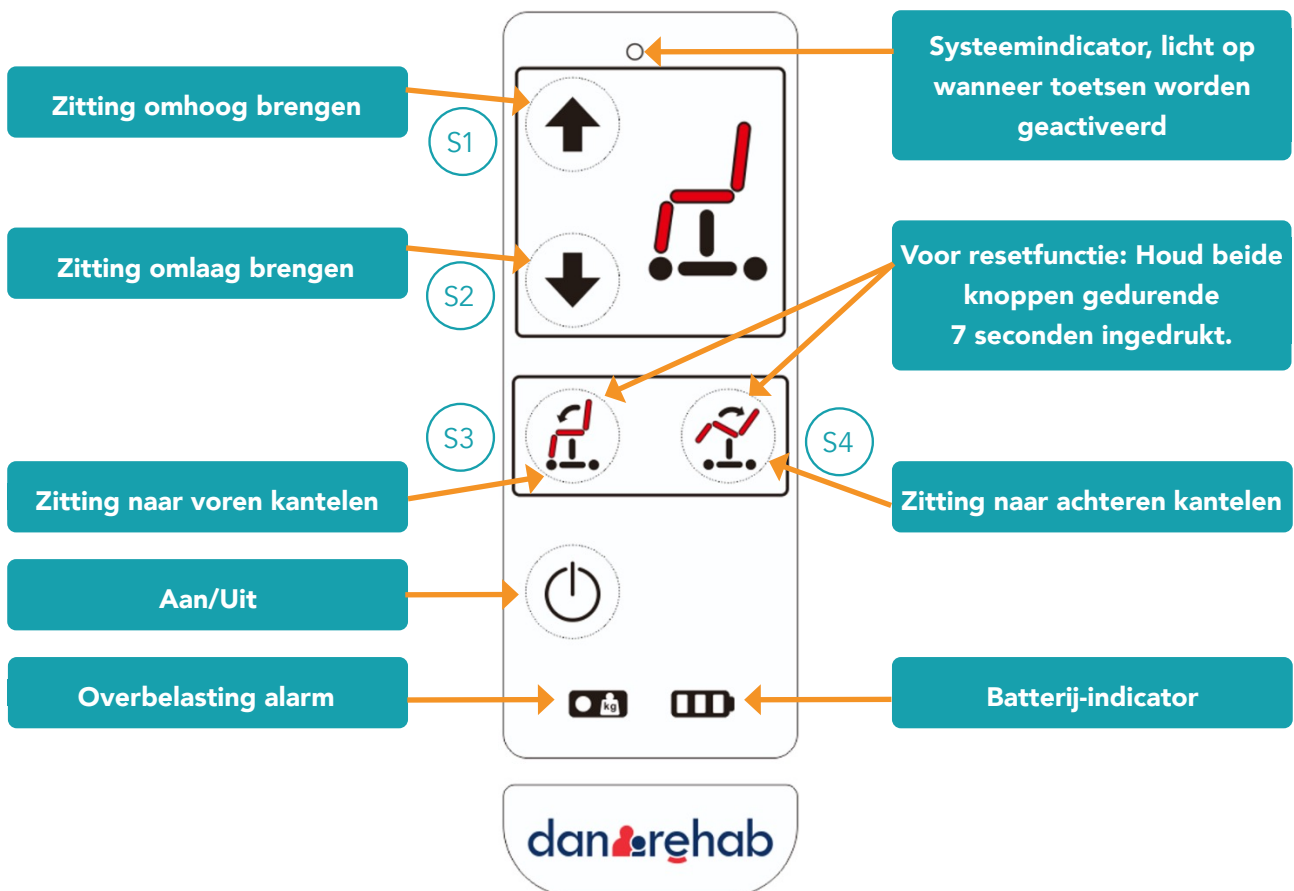 Systeemindicator, licht op
wanneer toetsen worden
geactiveerd
Zitting omhoog brengen
S1
Zitting omlaag brengen
S2
Voor resetfunctie: Houd beide
knoppen gedurende
7 seconden ingedrukt.
S3
S4
Zitting naar voren kantelen
Zitting naar achteren kantelen
Aan/Uit
Overbelasting alarm
kg
Batterij-indicator
dan rehab